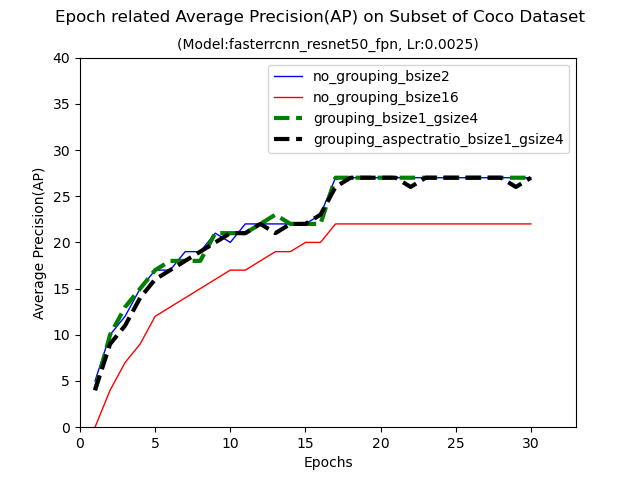 Epoch related Average Precision(AP) on Subset of Coco Dataset
(Model:fasterrcnn_resnet50_fpn, Lr:0.0025)
no_grouping_bsize2
no_grouping_bsize16
grouping_bsize1_gsize4
grouping_aspectratio_bsize1_gsize4
Average Precision(AP)
40
35
30
25
20
15
10
5
0
0 5 10 15 20 25 30
Epochs